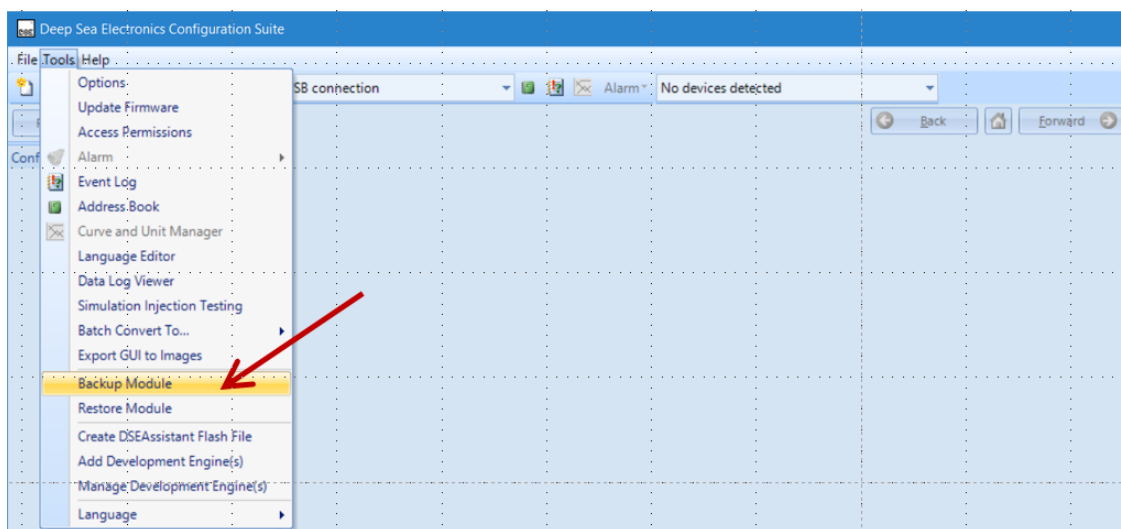 Deep Sea Electronics Configuration Suite
File Tools Help
SB connection Alarm No devices detected
Back Forward
Conf
Options
Update Firmware
Access Permissions
Alarm
Event Log
Address Book
Curve and Unit Manager
Language Editor
Data Log Viewer
Simulation Injection Testing
Batch Convert To...
Export GUI to Images
Backup Module
Restore Module
Create DSEAssistant Flash File
Add Development Engine(s)
Manage Development Engine(s)
Language